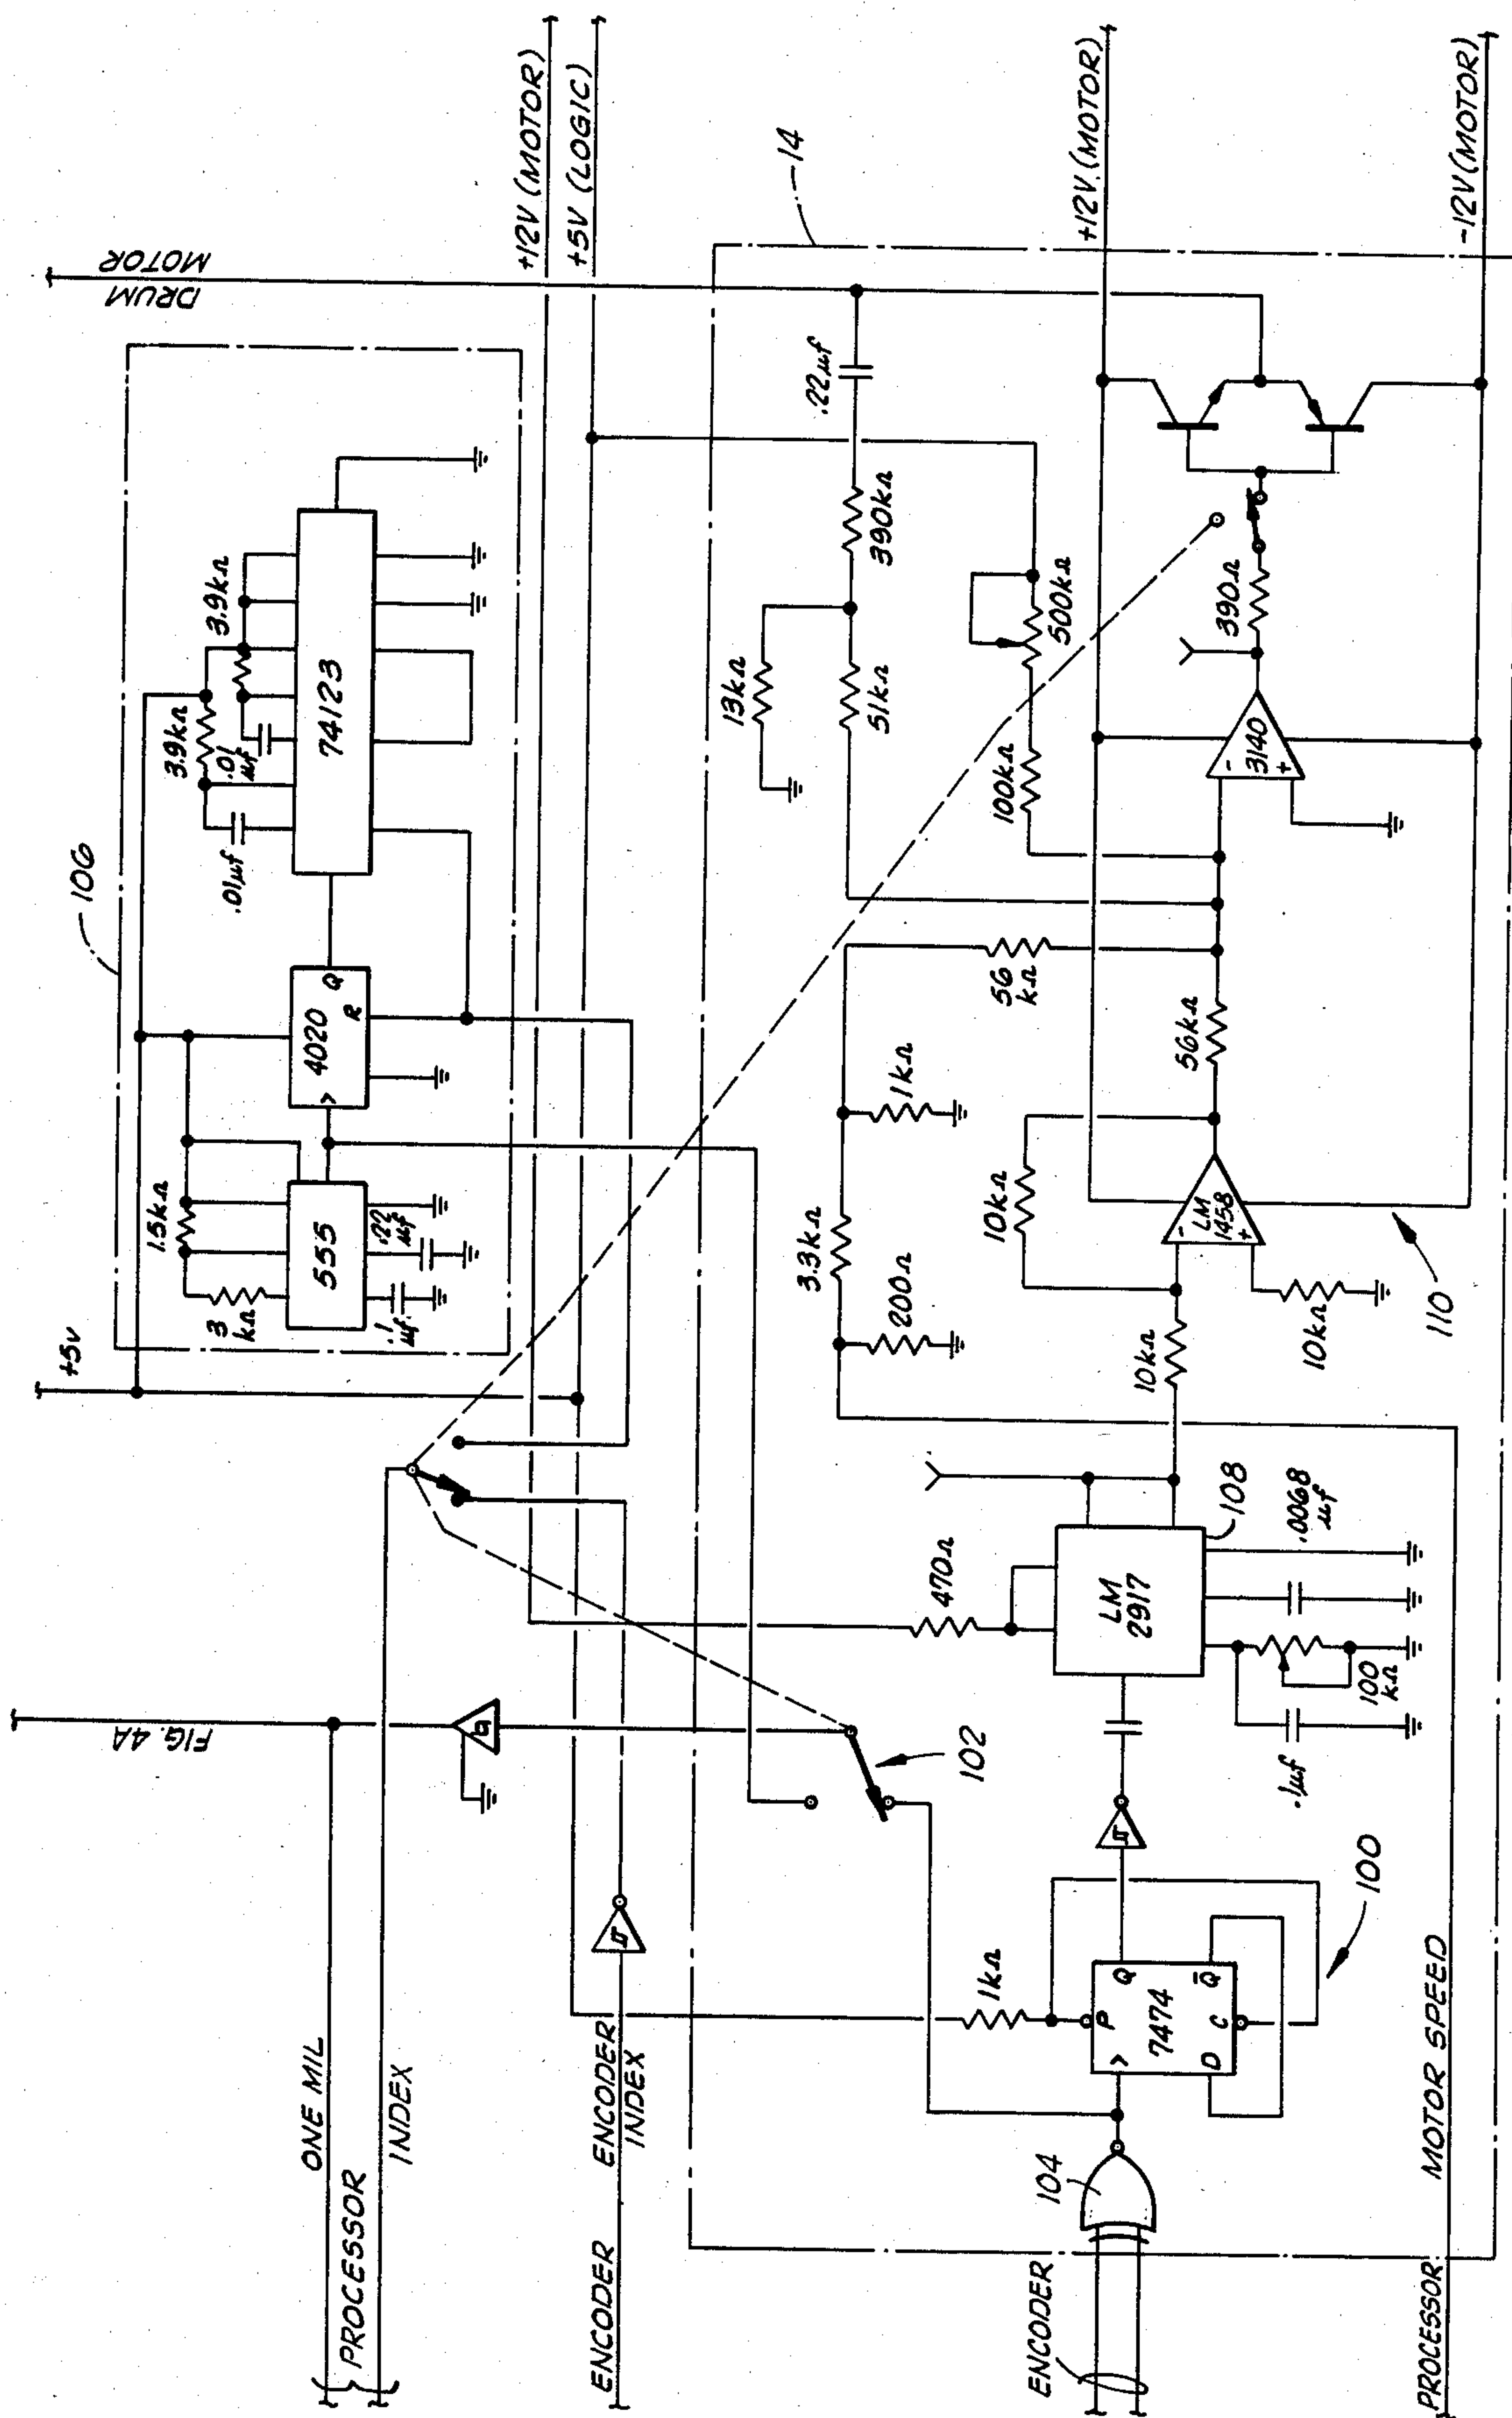 DRUM
MOTOR
106
3.9kΩ
3.9kΩ
.01
µf
.01µf
74123
4020
Q
R
>
1.5kΩ
3
kΩ
555
.22
µf
.1
µf
+5V
+12V (MOTOR)
+5V (LOGIC)
14
FIG. 4A
ONE MIL
PROCESSOR
INDEX
ENCODER
ENCODER
INDEX
102
.22µf
390kΩ
13kΩ
51kΩ
500kΩ
100kΩ
56
kΩ
1kΩ
3.3kΩ
200Ω
+12V (MOTOR)
-12V (MOTOR)
390Ω
-
3140
+
56kΩ
10kΩ
-
LM
1458
+
10kΩ
10kΩ
110
470Ω
LM
2917
108
.0068
µf
100
kΩ
.1µf
1kΩ
P
Q
>
7474
D
C
Q̅
100
104
ENCODER
PROCESSOR
MOTOR SPEED